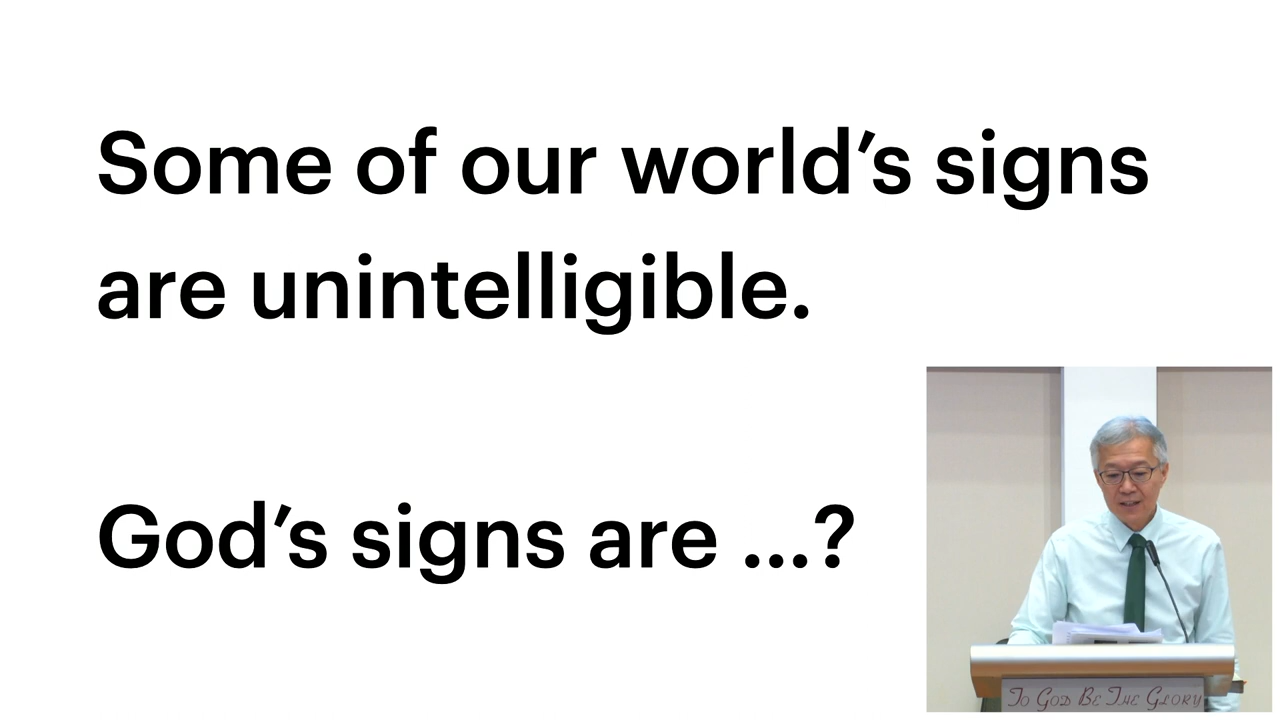 Some of our world’s signs
are unintelligible.
God’s signs are ...?
To God Be The Glory